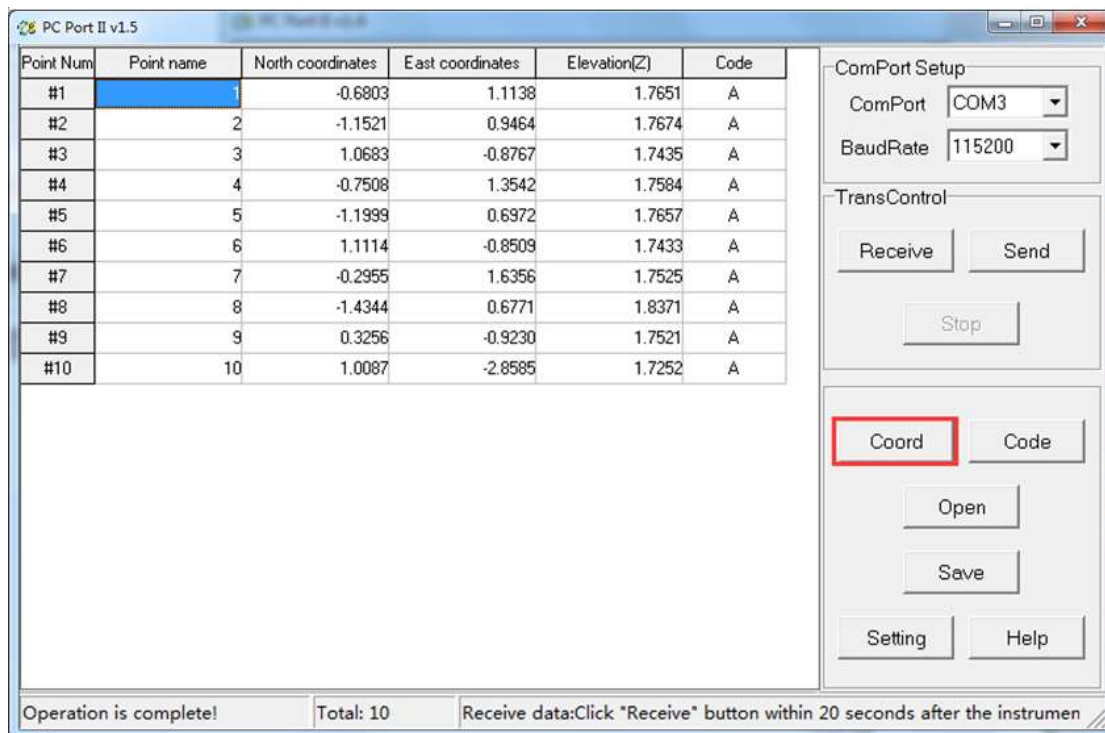 PC Port II v1.5
Point Num Point name North coordinates East coordinates Elevation(Z) Code
#1 1 -0.6803 1.1138 1.7651 A
#2 2 -1.1521 0.9464 1.7674 A
#3 3 1.0683 -0.8767 1.7435 A
#4 4 -0.7508 1.3542 1.7584 A
#5 5 -1.1999 0.6972 1.7657 A
#6 6 1.1114 -0.8509 1.7433 A
#7 7 -0.2955 1.6356 1.7525 A
#8 8 -1.4344 0.6771 1.8371 A
#9 9 0.3256 -0.9230 1.7521 A
#10 10 1.0087 -2.8585 1.7252 A
ComPort Setup
ComPort COM3
BaudRate 115200
TransControl
Receive Send
Stop
Coord Code
Open
Save
Setting Help
Operation is complete! Total: 10 Receive data:Click "Receive" button within 20 seconds after the instrumen